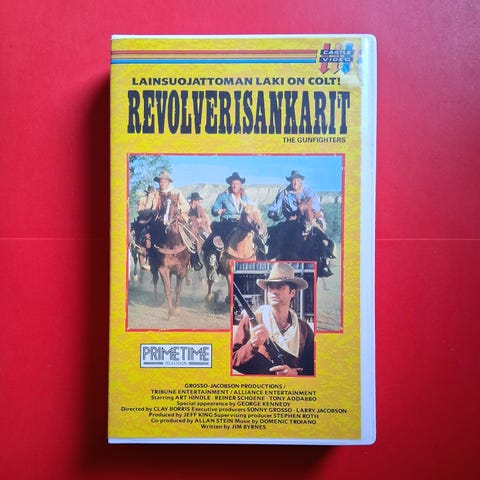 CASTLE
VIDEO
LAINSUOJATTOMAN LAKI ON COLT!
REVOLVERISANKARIT
THE GUNFIGHTERS
PRIMETIME
TELEVISION
GROSSO-JACOBSON PRODUCTIONS /
TRIBUNE ENTERTAINMENT / ALLIANCE ENTERTAINMENT
Starring ART HINDLE · REINER SCHOENE · TONY ADDABBO
Special appearance by GEORGE KENNEDY
Directed by CLAY BORRIS Executive producers SONNY GROSSO · LARRY JACOBSON
Produced by JEFF KING Supervising producer STEPHEN ROTH
Co-produced by ALLAN STEIN Music by DOMENIC TROIANO
Written by JIM BYRNES